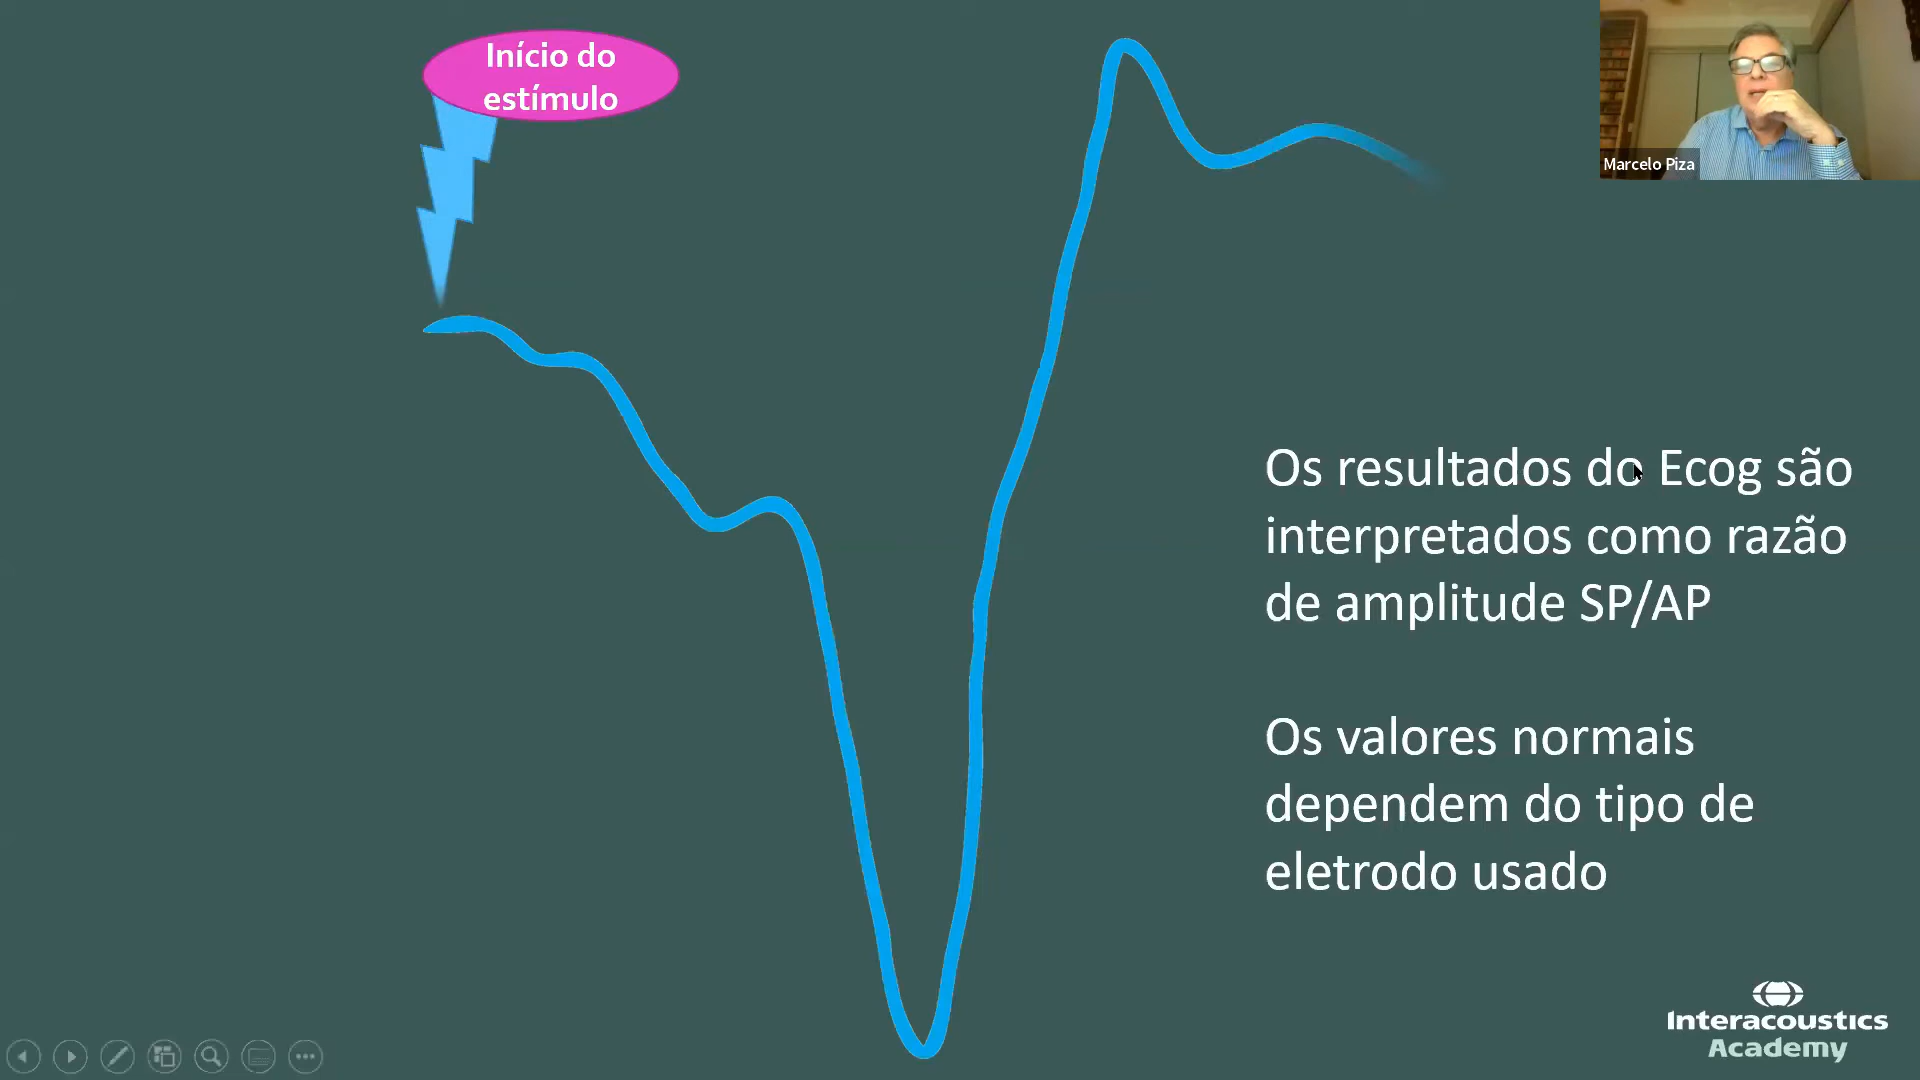 Início do
estímulo
Marcelo Piza
Os resultados do Ecog são
interpretados como razão
de amplitude SP/AP
Os valores normais
dependem do tipo de
eletrodo usado
Interacoustics
Academy